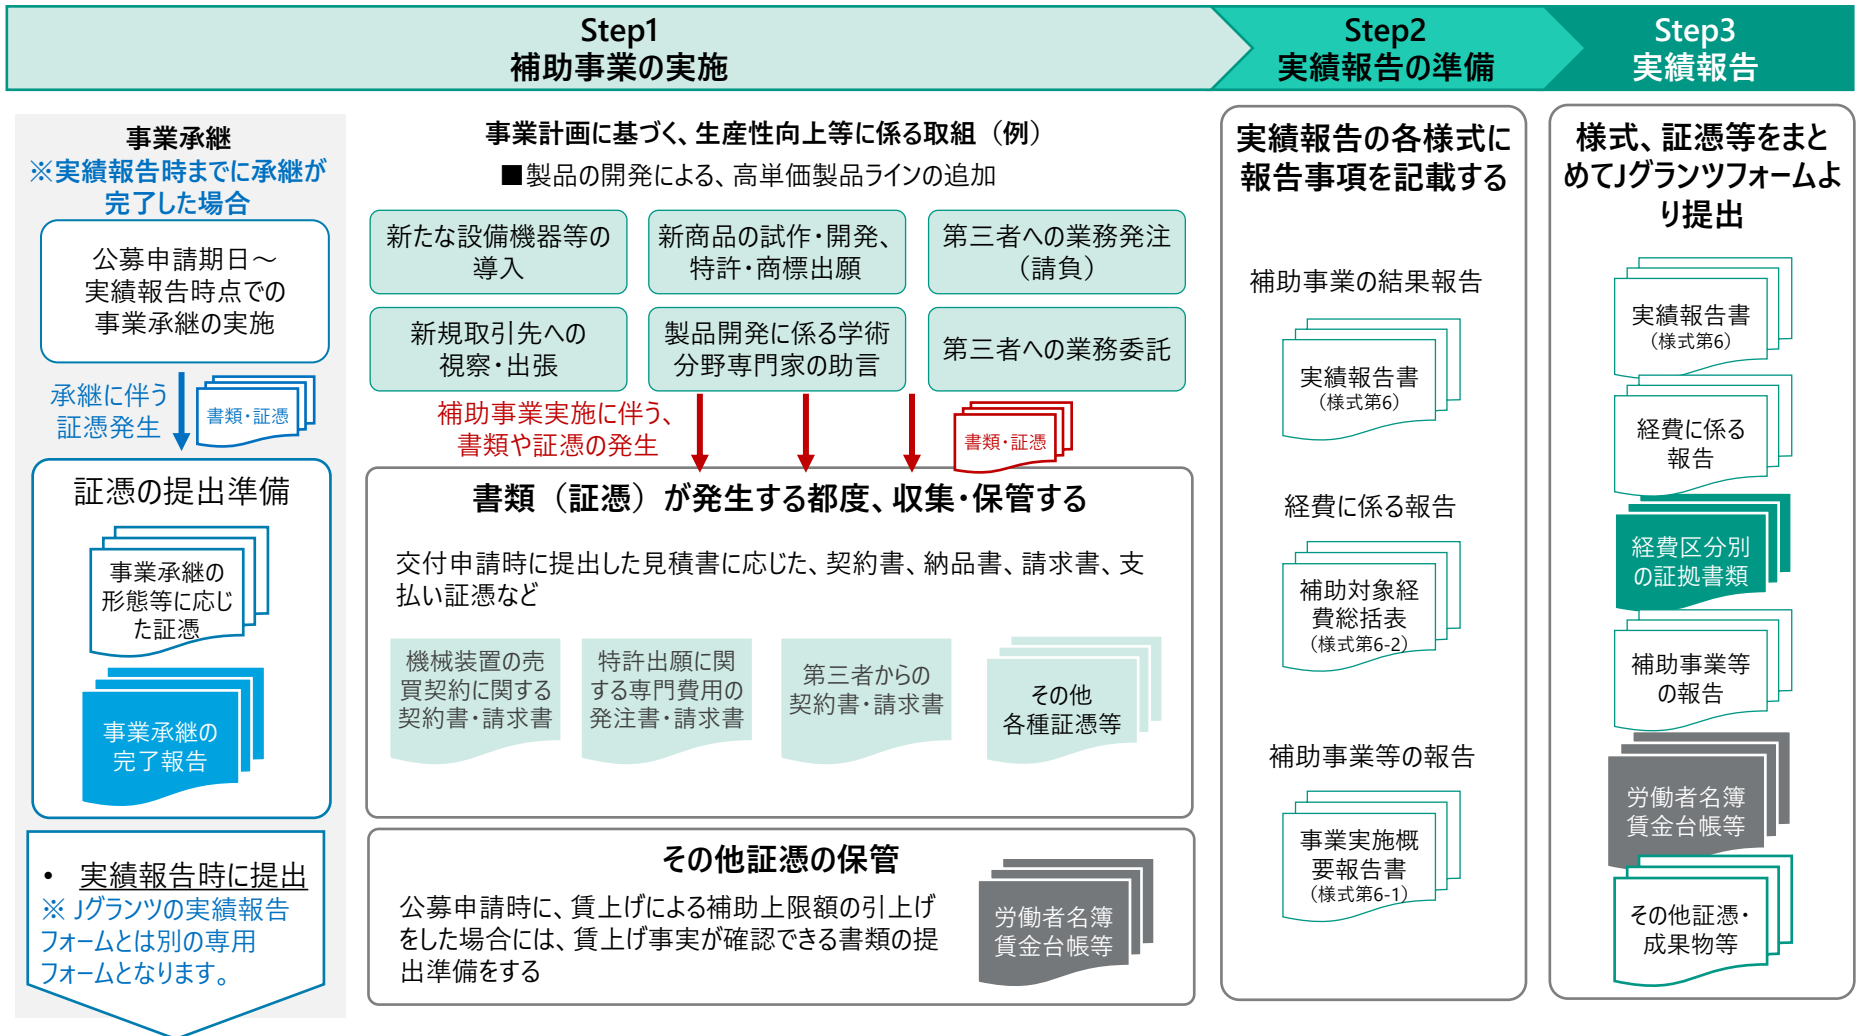 Step1
補助事業の実施
Step2
実績報告の準備
Step3
実績報告
事業承継
※実績報告時までに承継が
完了した場合
公募申請期日～
実績報告時点での
事業承継の実施
承継に伴う
証憑発生
書類・証憑
証憑の提出準備
事業承継の
形態等に応じ
た証憑
事業承継の
完了報告
• 実績報告時に提出
※ Jグランツの実績報告
フォームとは別の専用
フォームとなります。
事業計画に基づく、生産性向上等に係る取組（例）
■製品の開発による、高単価製品ラインの追加
新たな設備機器等の
導入
新商品の試作・開発、
特許・商標出願
第三者への業務発注
（請負）
新規取引先への
視察・出張
製品開発に係る学術
分野専門家の助言
第三者への業務委託
補助事業実施に伴う、
書類や証憑の発生
書類・証憑
書類（証憑）が発生する都度、収集・保管する
交付申請時に提出した見積書に応じた、契約書、納品書、請求書、支
払い証憑など
機械装置の売
買契約に関する
契約書・請求書
特許出願に関
する専門費用の
発注書・請求書
第三者からの
契約書・請求書
その他
各種証憑等
その他証憑の保管
公募申請時に、賃上げによる補助上限額の引上げ
をした場合には、賃上げ事実が確認できる書類の提
出準備をする
労働者名簿
賃金台帳等
実績報告の各様式に
報告事項を記載する
補助事業の結果報告
実績報告書
（様式第6）
経費に係る報告
補助対象経
費総括表
（様式第6-2）
補助事業等の報告
事業実施概
要報告書
（様式第6-1）
様式、証憑等をまと
めてJグランツフォームよ
り提出
実績報告書
（様式第6）
経費に係る
報告
経費区分別
の証拠書類
補助事業等
の報告
労働者名簿
賃金台帳等
その他証憑・
成果物等